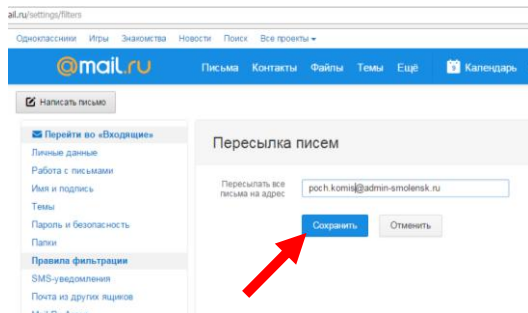 ail.ru/settings/filters
Одноклассники Игры Знакомства Новости Поиск Все проекты
@mail.ru Письма Контакты Файлы Темы Ещё Календарь
Написать письмо
Перейти во «Входящие»
Личные данные
Работа с письмами
Имя и подпись
Темы
Пароль и безопасность
Папки
Правила фильтрации
SMS-уведомления
Почта из других ящиков
Пересылка писем
Пересылать все
письма на адрес
poch.komis@admin-smolensk.ru
Сохранить Отменить